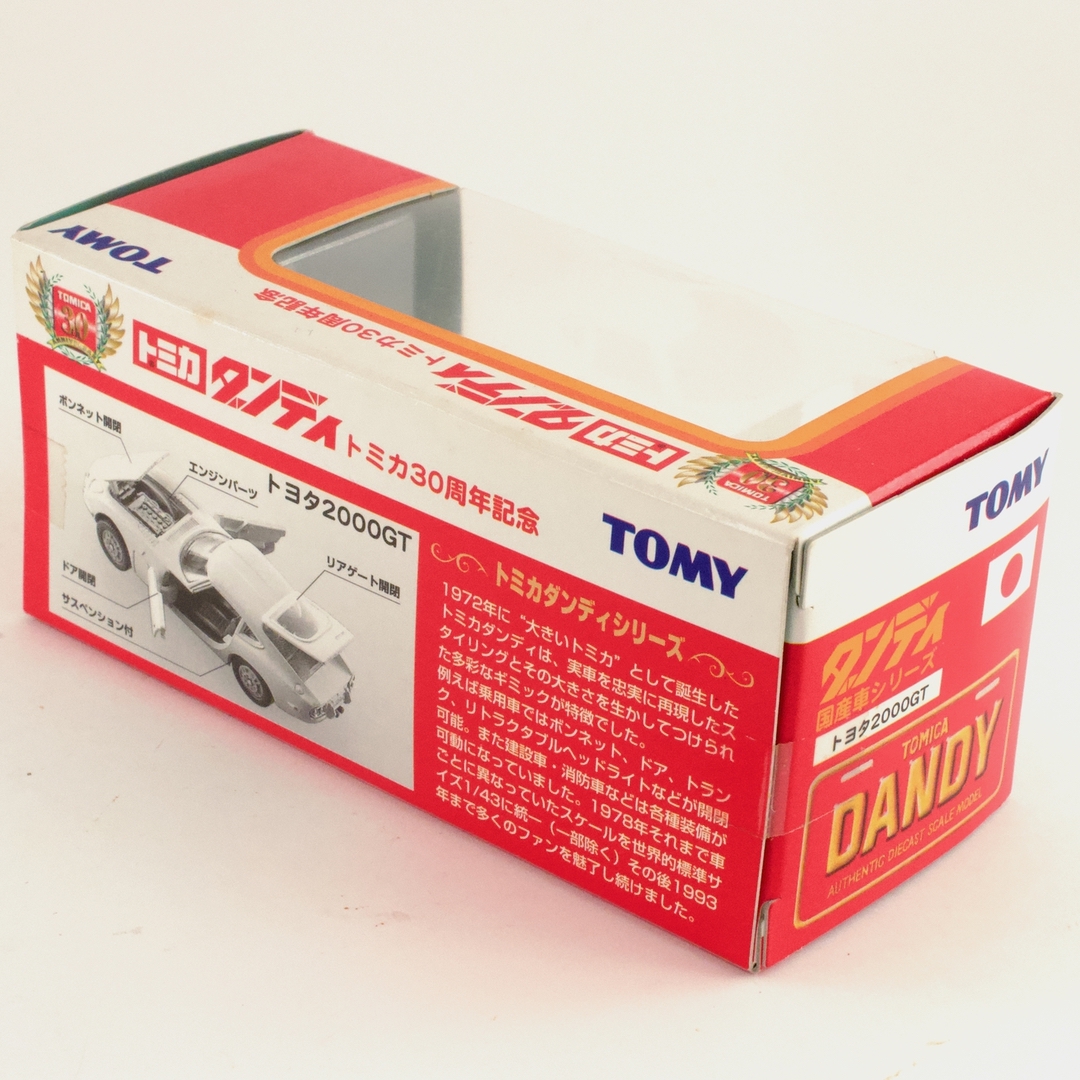 TOMY
トミカ ダンディ トミカ30周年記念
TOMICA
30
トミカ ダンディ トミカ30周年記念
TOMY
TOMICA
30
ボンネット開閉
エンジンパーツ
トヨタ2000GT
リアゲート開閉
ドア開閉
サスペンション付
トミカダンディシリーズ
1972年に“大きいトミカ”として誕生した
トミカダンディは、実車を忠実に再現したス
タイリングとその大きさを生かしてつけられ
た多彩なギミックが特徴でした。
例えば乗用車ではボンネット、ドア、トラン
ク、リトラクタブルヘッドライトなどが開閉
可能。また建設車・消防車などは各種装備が
可動になっていました。1978年それまで車
ごとに異なっていたスケールを世界的標準サ
イズ1/43に統一（一部除く）その後1993
年まで多くのファンを魅了し続けました。
TOMY
ダンディ
国産車シリーズ
トヨタ2000GT
TOMICA
DANDY
AUTHENTIC DIECAST SCALE MODEL